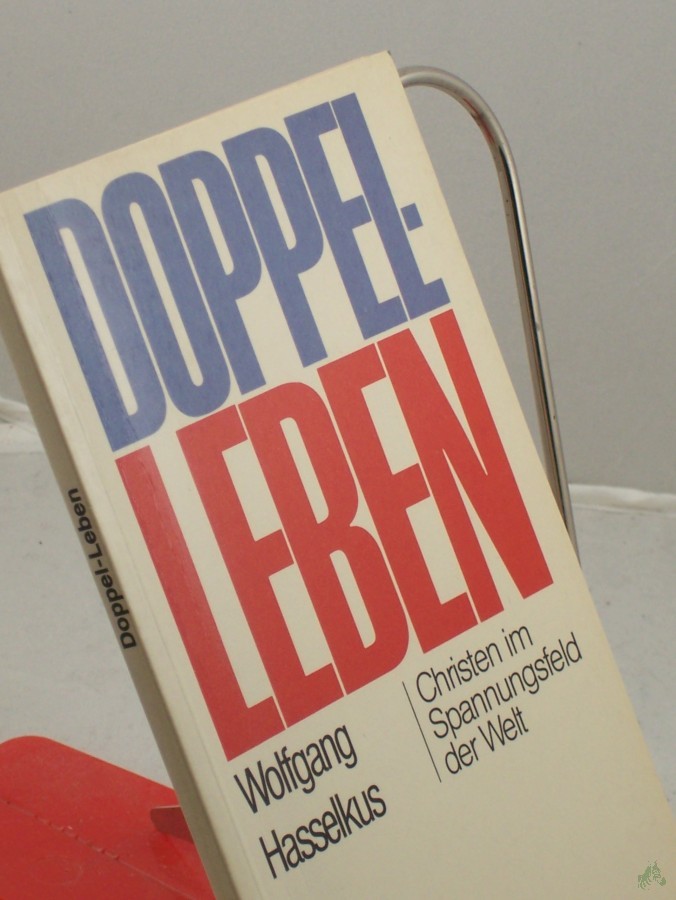 DOPPEL-
LEBEN
Wolfgang
Hasselkus
Christen im
Spannungsfeld
der Welt
Doppel-Leben